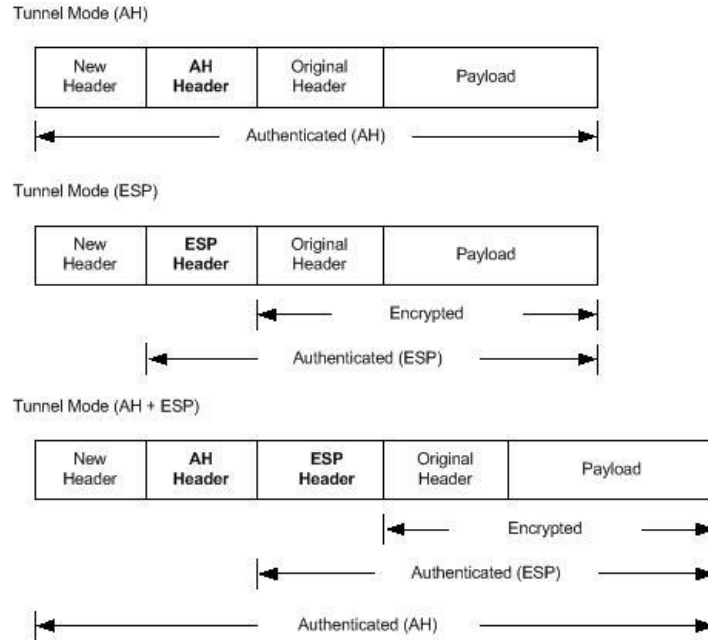 Tunnel Mode (AH)
New Header
AH Header
Original Header
Payload
Authenticated (AH)
Tunnel Mode (ESP)
New Header
ESP Header
Original Header
Payload
Encrypted
Authenticated (ESP)
Tunnel Mode (AH + ESP)
New Header
AH Header
ESP Header
Original Header
Payload
Encrypted
Authenticated (ESP)
Authenticated (AH)